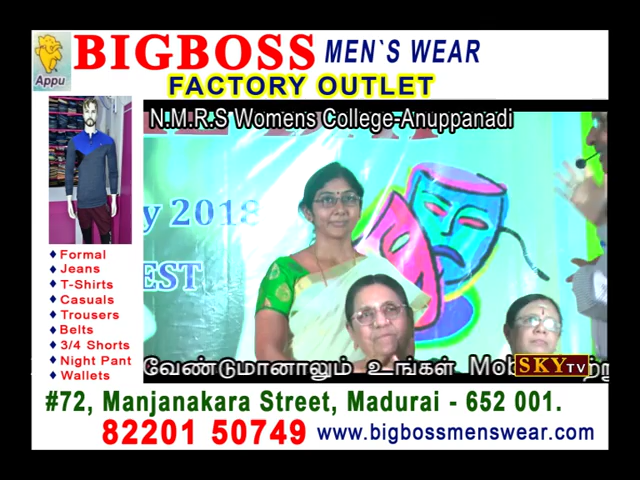 Appu
BIGBOSS MEN`S WEAR
FACTORY OUTLET
N.M.R.S Womens College-Anuppanadi
y 2018
EST
♦ Formal
♦ Jeans
♦ T-Shirts
♦ Casuals
♦ Trousers
♦ Belts
♦ 3/4 Shorts
♦ Night Pant
♦ Wallets
வேண்டுமானாலும் உங்கள் Mob
SKY TV
#72, Manjanakara Street, Madurai - 652 001.
82201 50749 www.bigbossmenswear.com